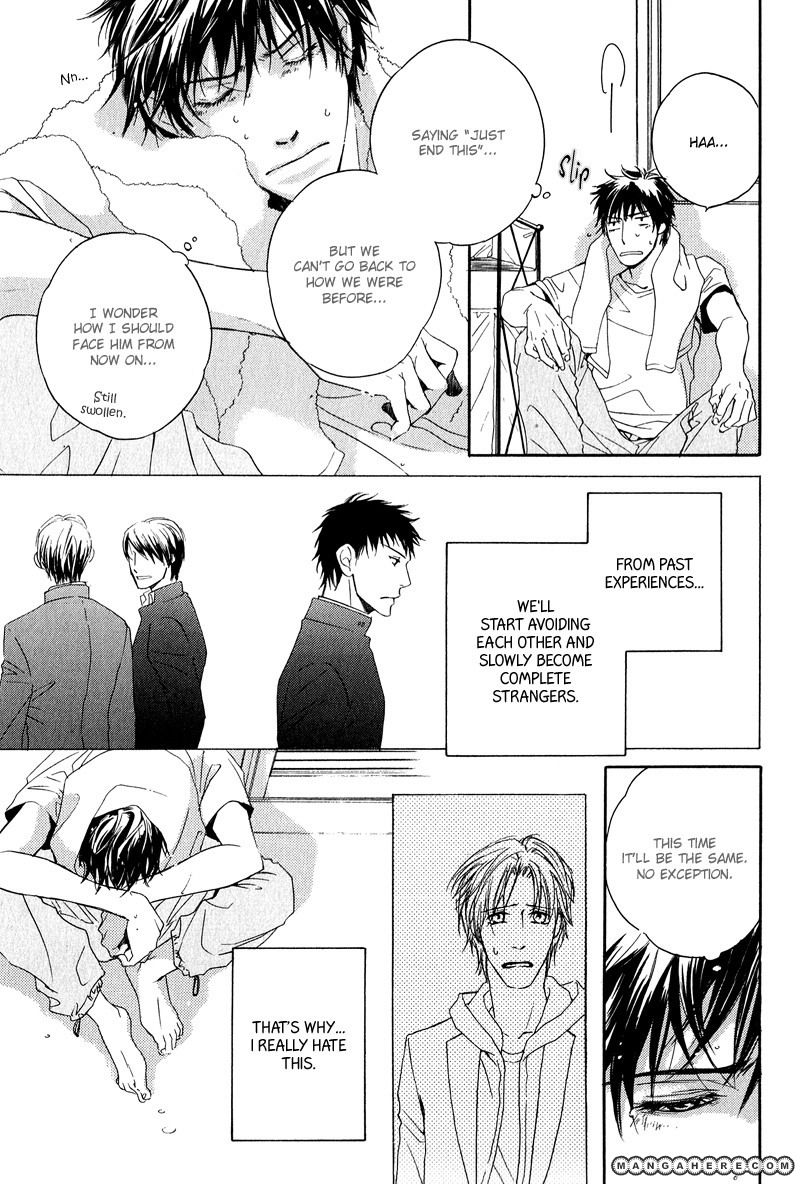 HAA...
Slip
SAYING "JUST
END THIS"...
Nn...
BUT WE
CAN'T GO BACK TO
HOW WE WERE
BEFORE...
I WONDER
HOW I SHOULD
FACE HIM FROM
NOW ON...
Still
swollen.
FROM PAST
EXPERIENCES...
WE'LL
START AVOIDING
EACH OTHER AND
SLOWLY BECOME
COMPLETE
STRANGERS.
THIS TIME
IT'LL BE THE SAME.
NO EXCEPTION.
THAT'S WHY...
I REALLY HATE
THIS.
MANGAHERE.COM